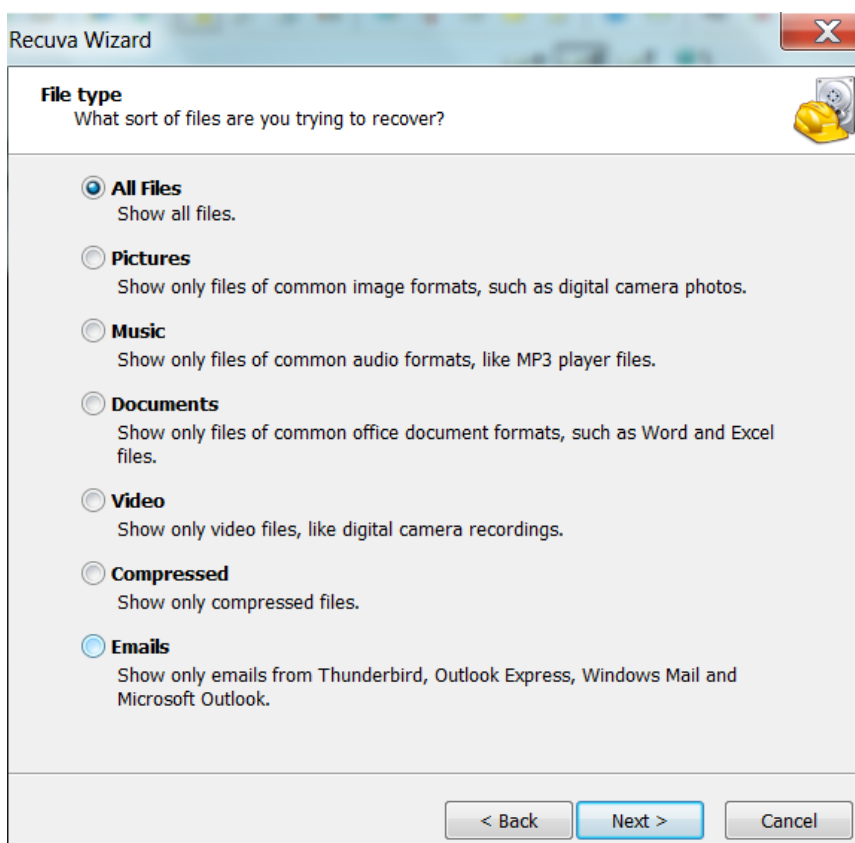 Recuva Wizard
File type
What sort of files are you trying to recover?
All Files
Show all files.
Pictures
Show only files of common image formats, such as digital camera photos.
Music
Show only files of common audio formats, like MP3 player files.
Documents
Show only files of common office document formats, such as Word and Excel
files.
Video
Show only video files, like digital camera recordings.
Compressed
Show only compressed files.
Emails
Show only emails from Thunderbird, Outlook Express, Windows Mail and
Microsoft Outlook.
< Back Next > Cancel